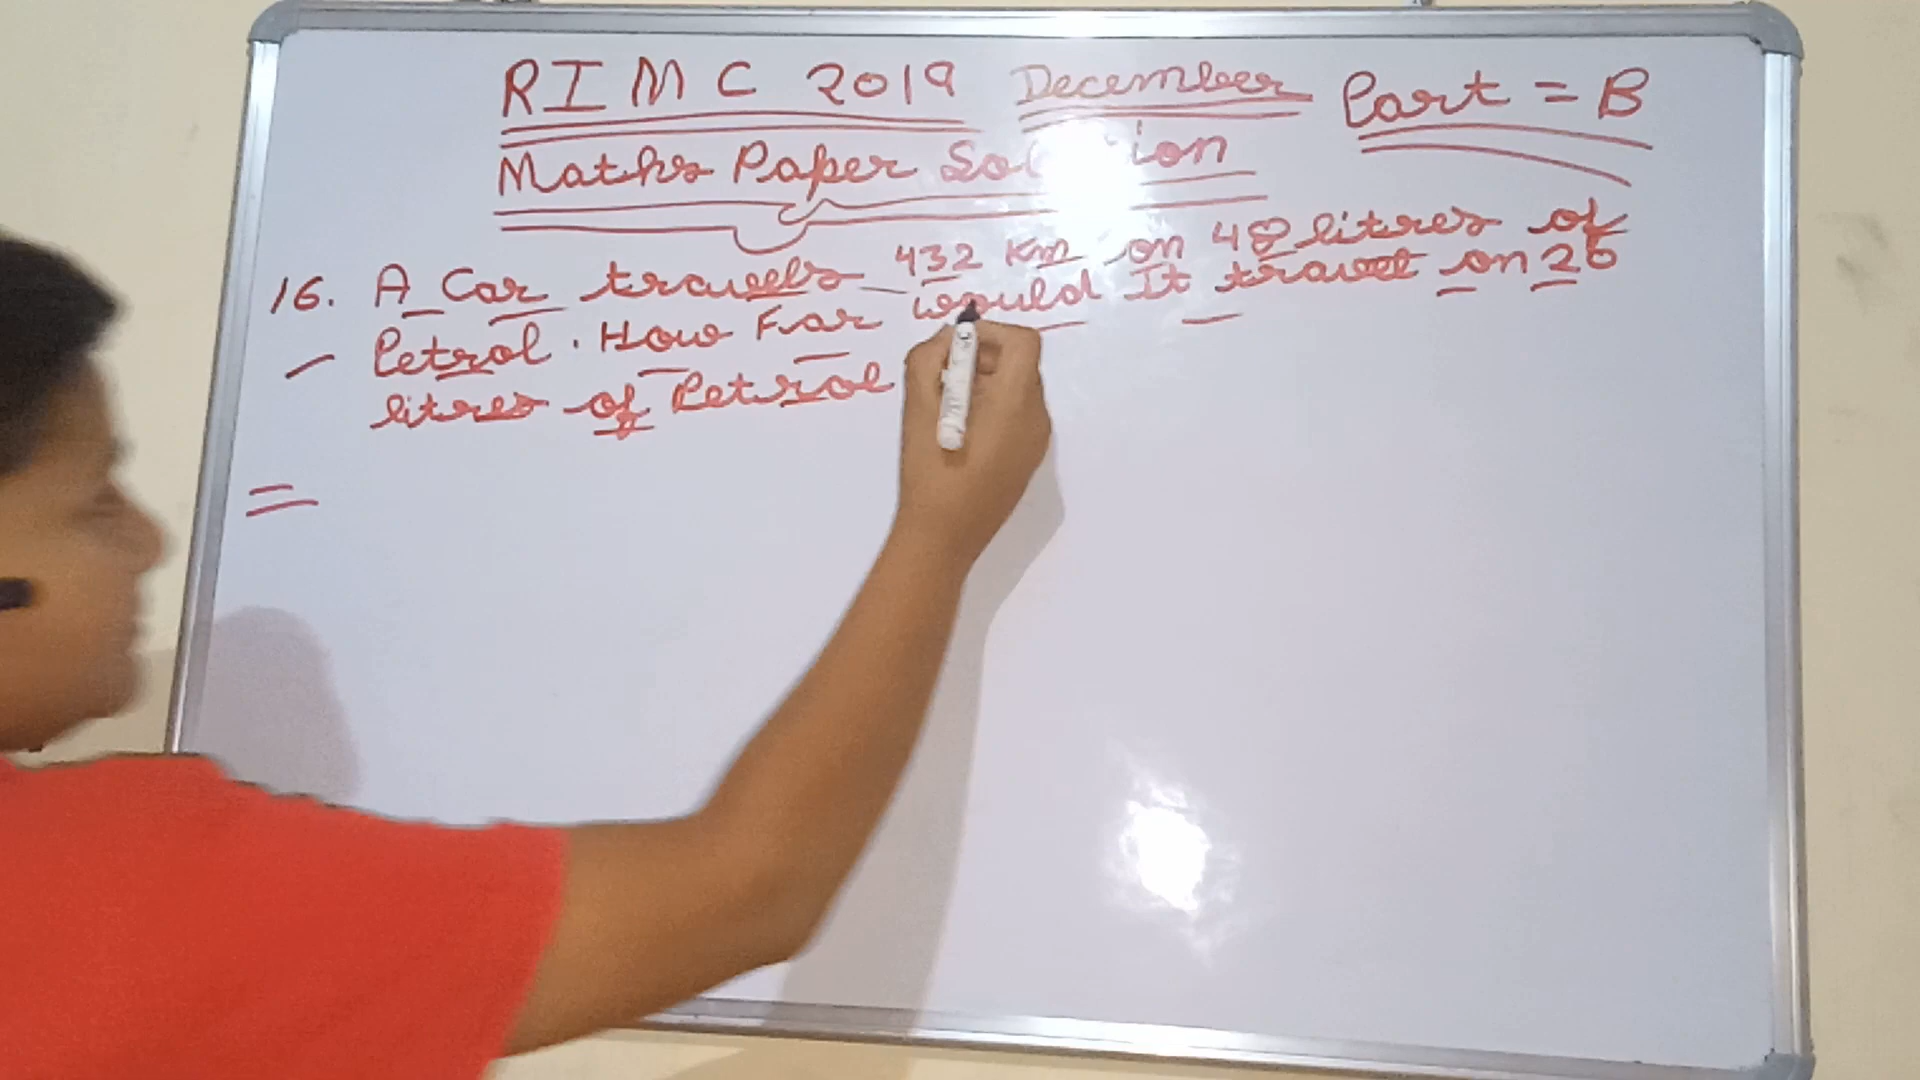 RIMC 2019 December Part = B
Maths Paper Solution
16. A Car travels 432 Km on 48 litres of
Petrol. How Far would It travel on 20
litres of Petrol
=